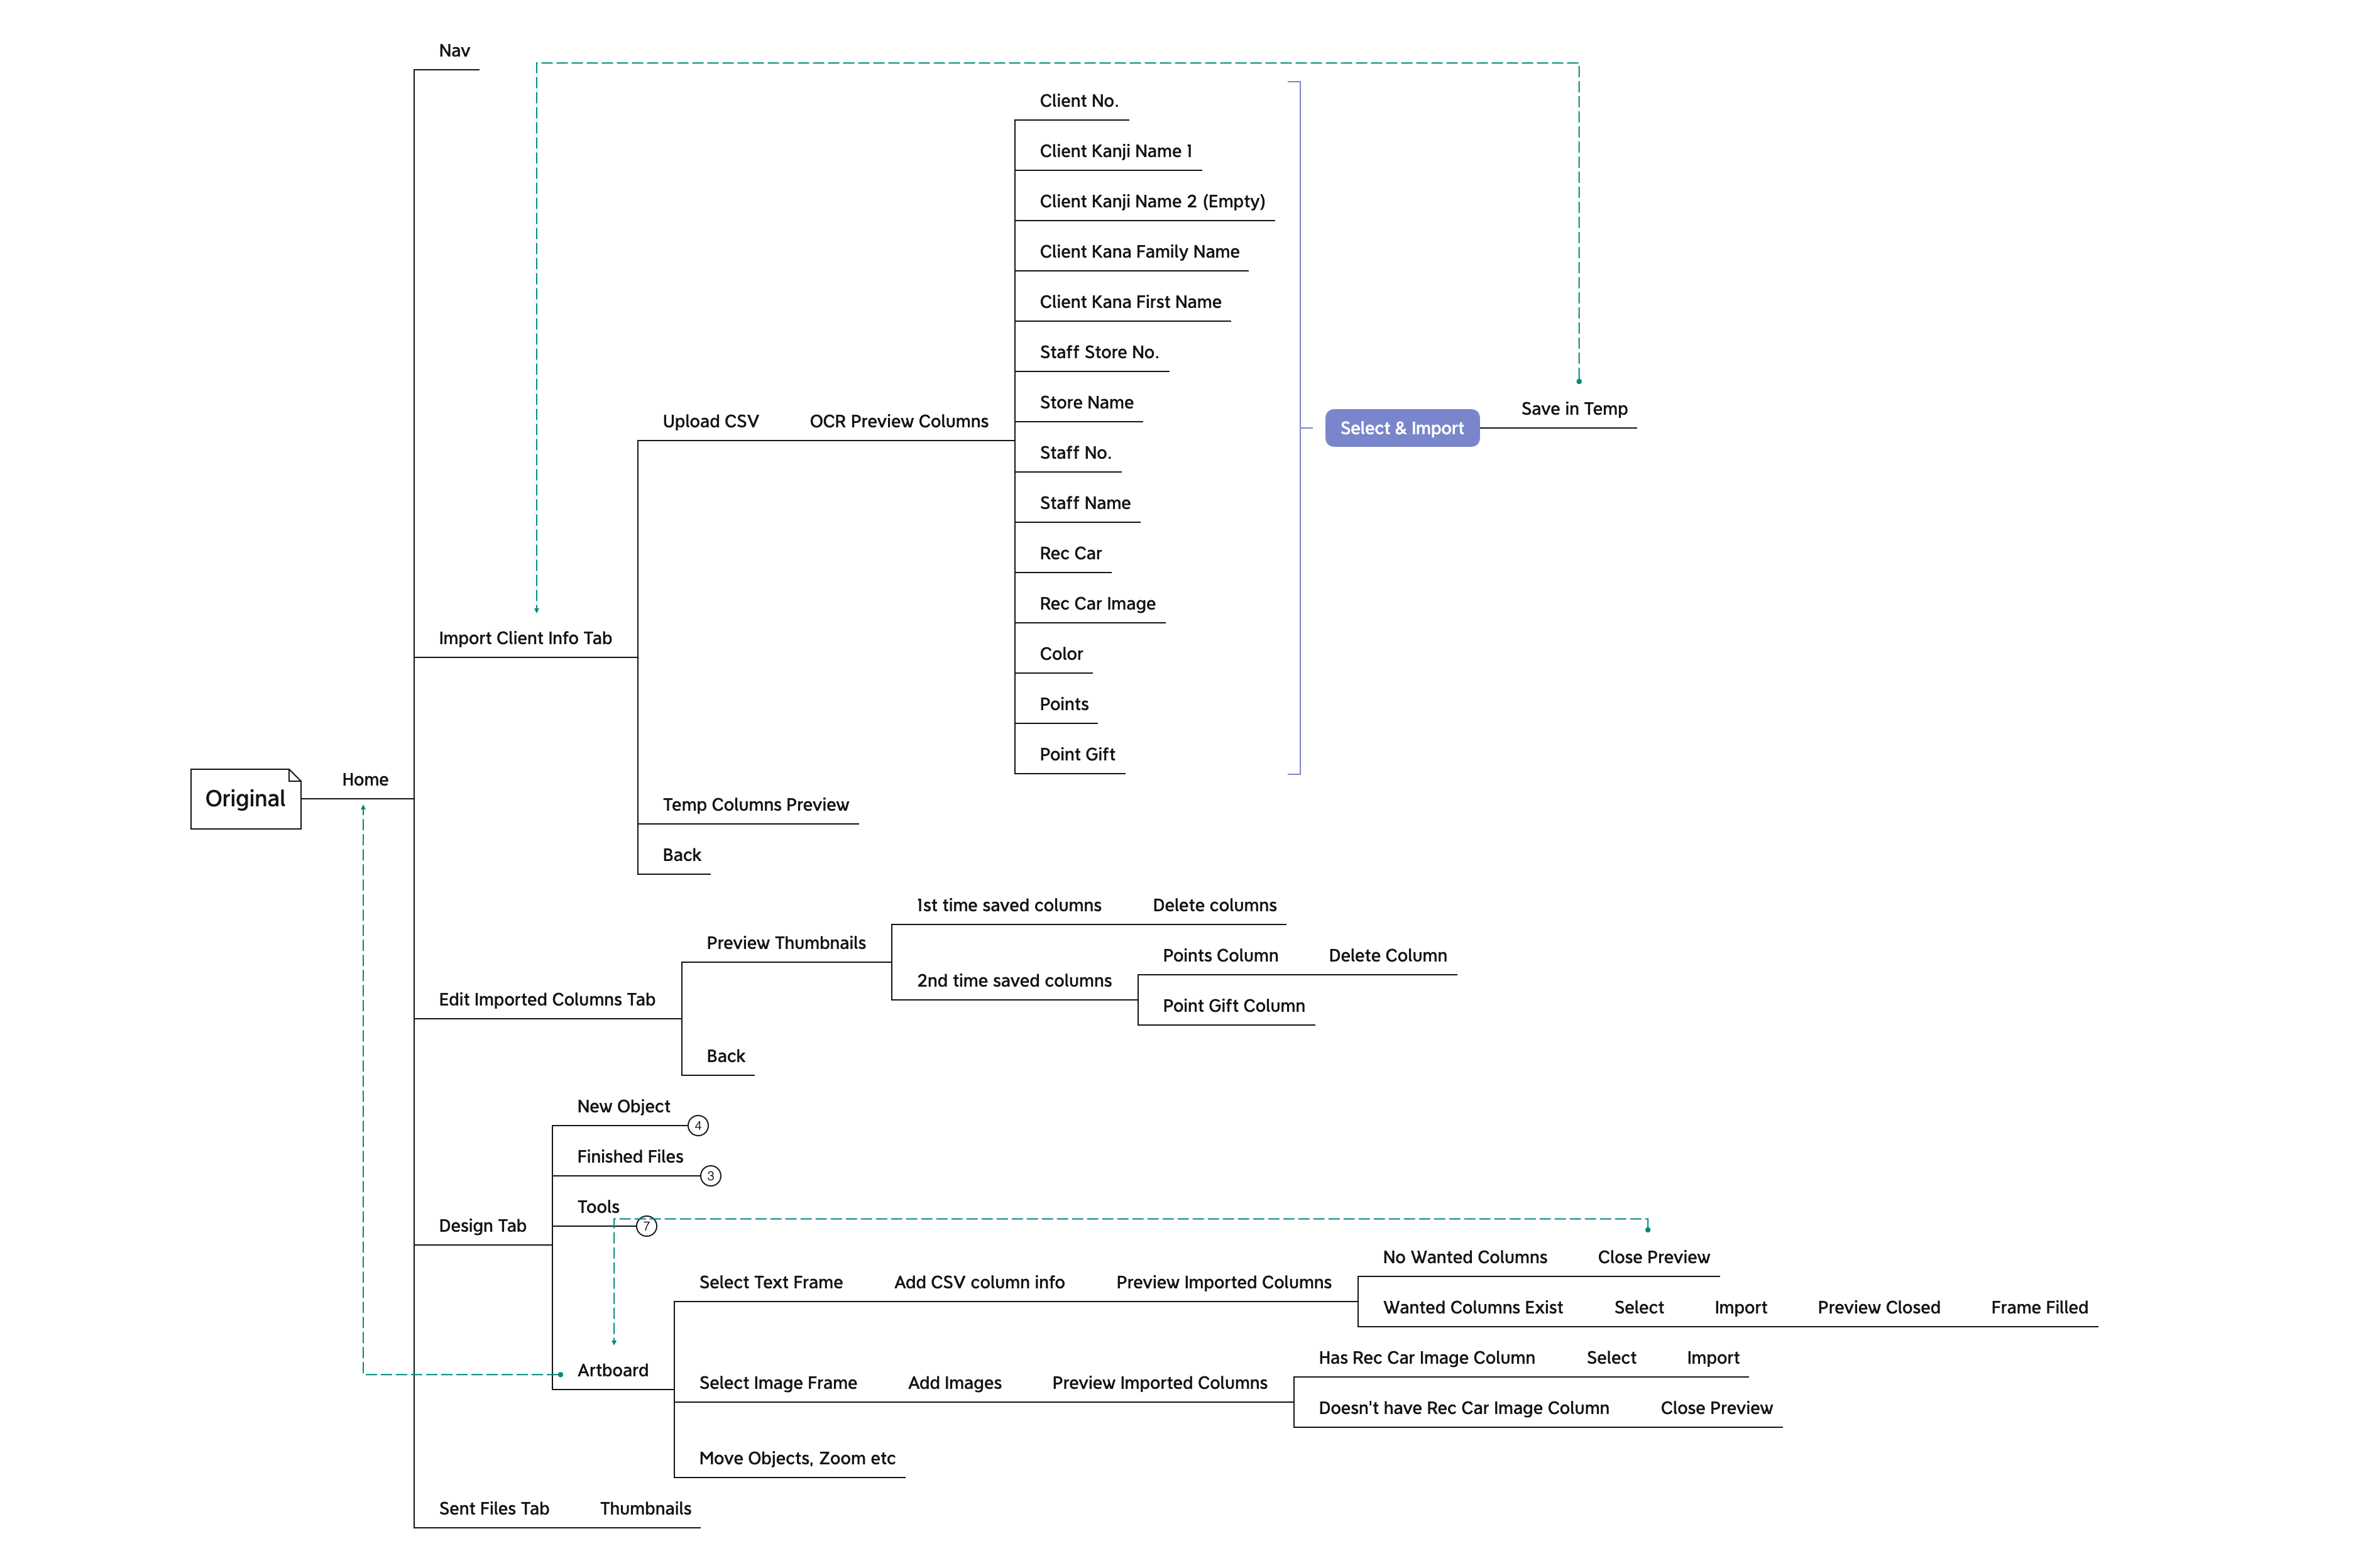 Nav
Client No.
Client Kanji Name 1
Client Kanji Name 2 (Empty)
Client Kana Family Name
Client Kana First Name
Staff Store No.
Store Name
Staff No.
Staff Name
Rec Car
Rec Car Image
Color
Points
Point Gift
Upload CSV
OCR Preview Columns
Select & Import
Save in Temp
Import Client Info Tab
Temp Columns Preview
Back
Original
Home
1st time saved columns
Delete columns
Preview Thumbnails
Points Column
Delete Column
2nd time saved columns
Point Gift Column
Edit Imported Columns Tab
Back
New Object
4
Finished Files
3
Tools
7
Design Tab
No Wanted Columns
Close Preview
Select Text Frame
Add CSV column info
Preview Imported Columns
Wanted Columns Exist
Select
Import
Preview Closed
Frame Filled
Artboard
Has Rec Car Image Column
Select
Import
Select Image Frame
Add Images
Preview Imported Columns
Doesn't have Rec Car Image Column
Close Preview
Move Objects, Zoom etc
Sent Files Tab
Thumbnails